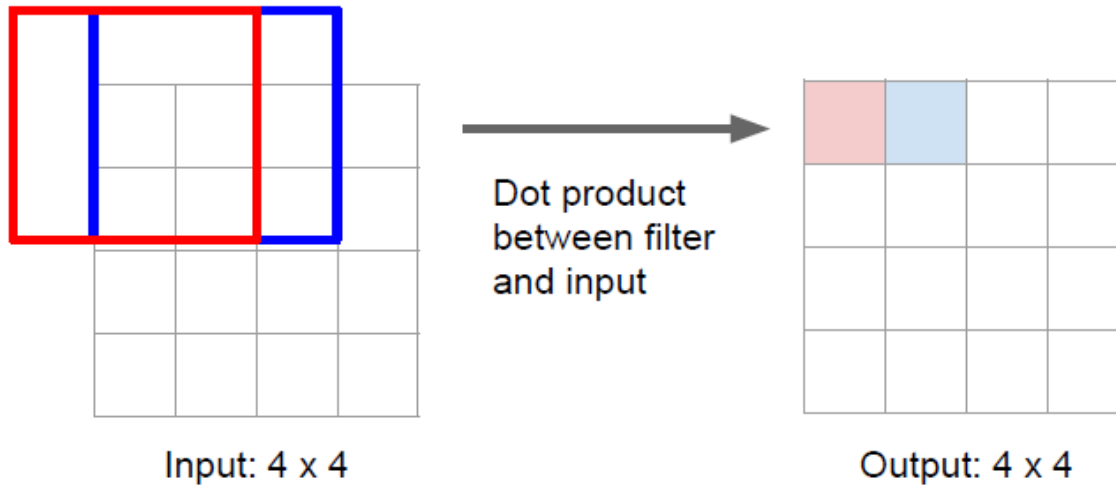 Dot product
between filter
and input
Input: 4 x 4
Output: 4 x 4